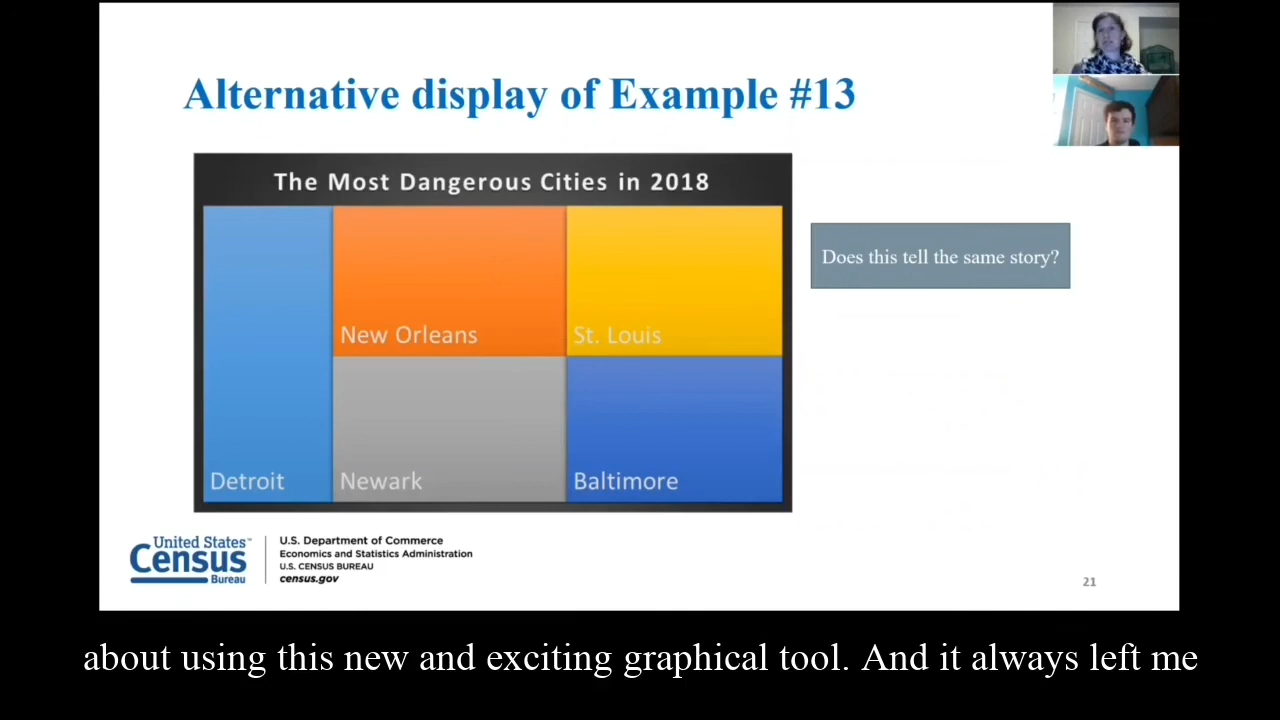 Alternative display of Example #13
The Most Dangerous Cities in 2018
Does this tell the same story?
New Orleans
St. Louis
Detroit
Newark
Baltimore
United States™
Census
Bureau
U.S. Department of Commerce
Economics and Statistics Administration
U.S. CENSUS BUREAU
census.gov
21
about using this new and exciting graphical tool. And it always left me